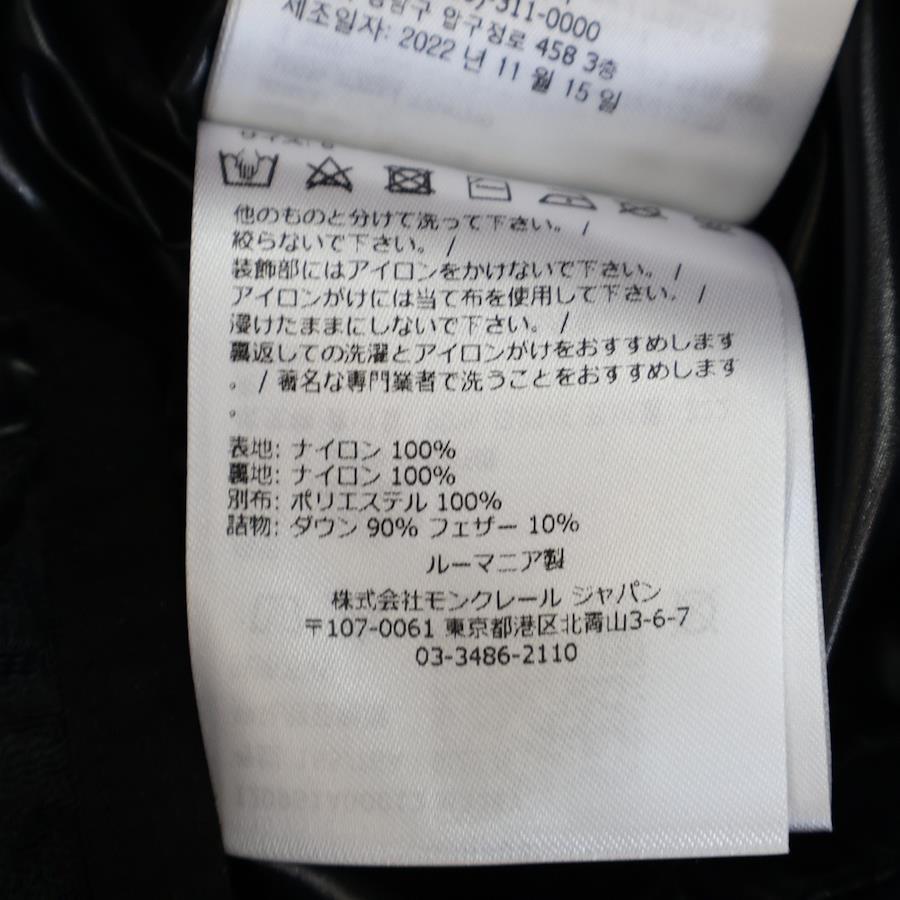 311-0000
압구정로 458 3층
제조일자: 2022 년 11 월 15 일
他のものと分けて洗って下さい。 /
絞らないで下さい。 /
装飾部にはアイロンをかけないで下さい。 /
アイロンがけには当て布を使用して下さい。 /
浸けたままにしないで下さい。 /
裏返しての洗濯とアイロンがけをおすすめします
。 / 著名な専門業者で洗うことをおすすめします
。
表地: ナイロン 100%
裏地: ナイロン 100%
別布: ポリエステル 100%
詰物: ダウン 90% フェザー 10%
ルーマニア製
株式会社モンクレール ジャパン
〒107-0061 東京都港区北青山3-6-7
03-3486-2110